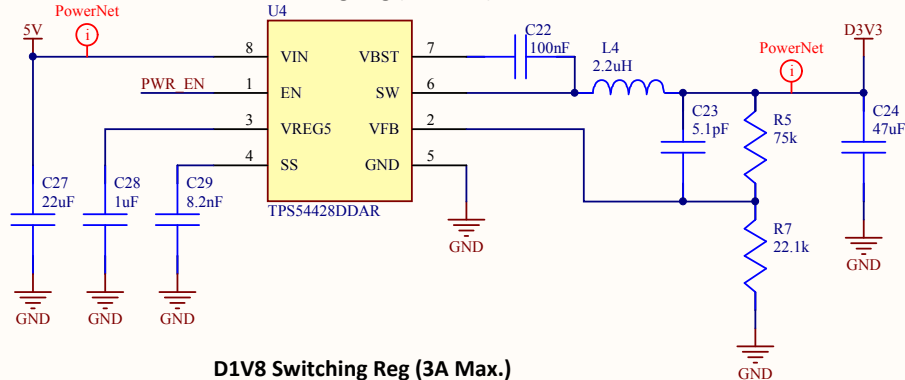 PowerNet
5V
i
U4
8 VIN VBST 7
PWR_EN 1 EN SW 6
3 VREG5 VFB 2
4 SS GND 5
TPS54428DDAR
C22
100nF
L4
2.2uH
PowerNet
i
D3V3
C23
5.1pF
R5
75k
C24
47uF
C27
22uF
C28
1uF
C29
8.2nF
R7
22.1k
GND
GND
GND
GND
GND
GND
D1V8 Switching Reg (3A Max.)